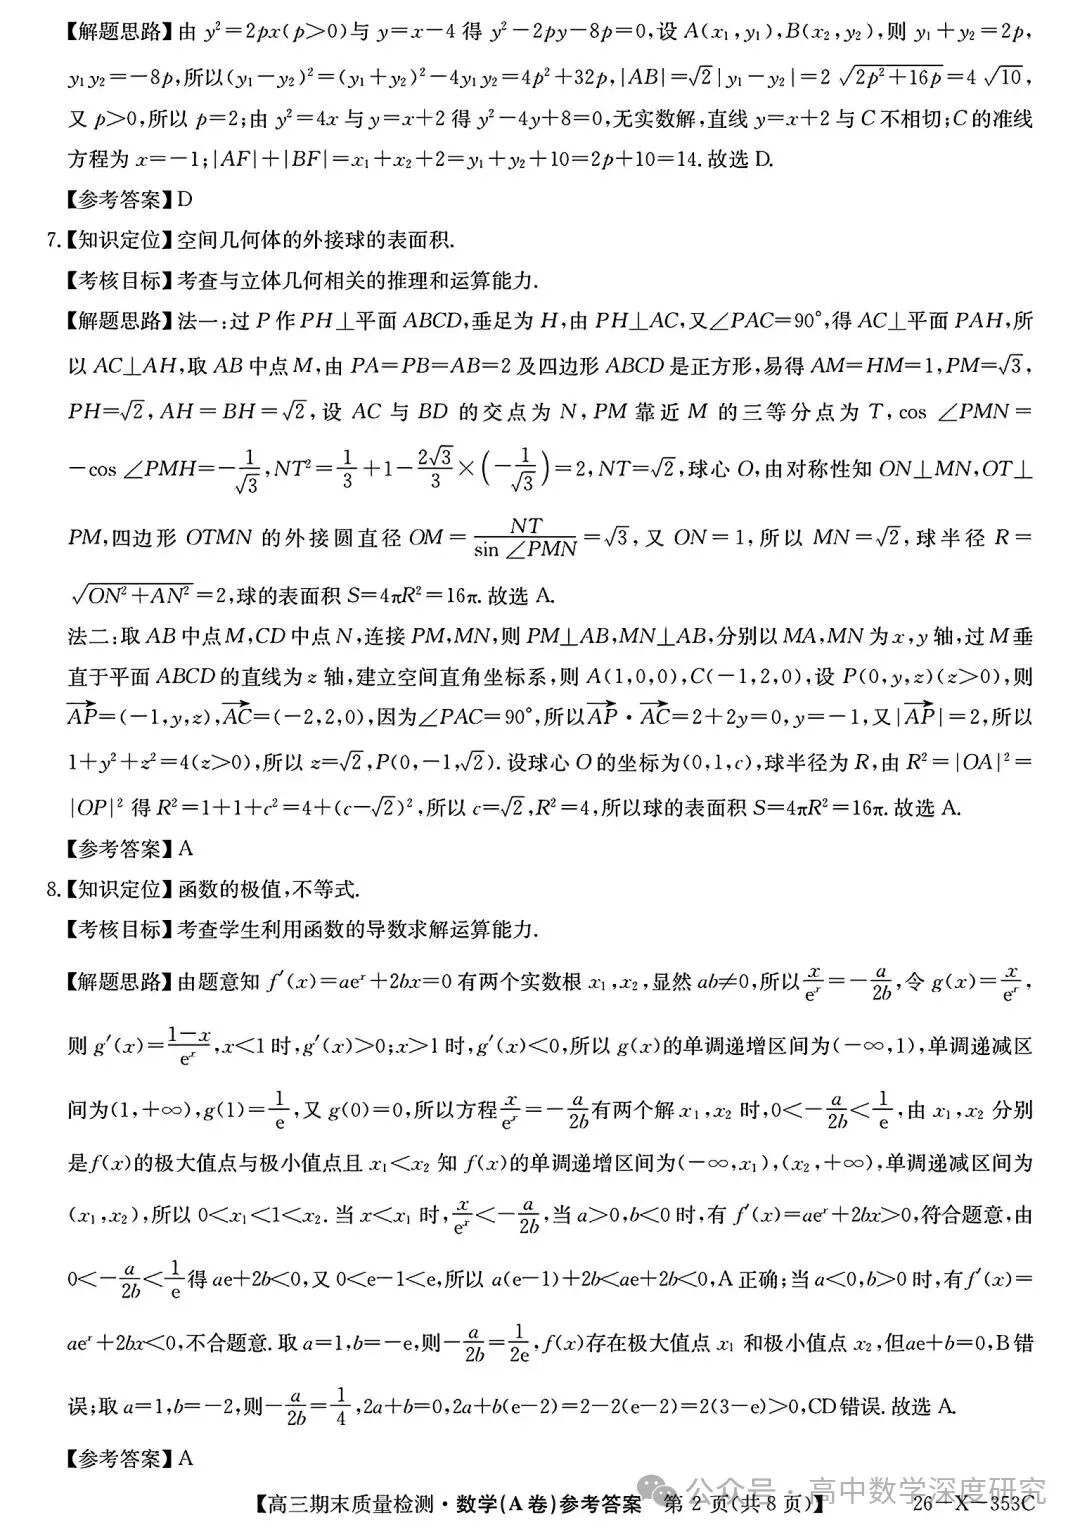 【解题思路】由 y²=2px(p>0)与 y=x-4 得 y²-2py-8p=0,设 A(x₁,y₁),B(x₂,y₂),则 y₁+y₂=2p,
y₁y₂=-8p,所以(y₁-y₂)²=(y₁+y₂)²-4y₁y₂=4p²+32p,|AB|=√2|y₁-y₂|=2√(2p²+16p)=4√10,
又 p>0,所以 p=2;由 y²=4x 与 y=x+2 得 y²-4y+8=0,无实数解,直线 y=x+2 与 C 不相切;C 的准线
方程为 x=-1;|AF|+|BF|=x₁+x₂+2=y₁+y₂+10=2p+10=14.故选 D.
【参考答案】D
7.【知识定位】空间几何体的外接球的表面积.
【考核目标】考查与立体几何相关的推理和运算能力.
【解题思路】法一:过 P 作 PH⊥平面 ABCD,垂足为 H,由 PH⊥AC,又∠PAC=90°,得 AC⊥平面 PAH,所
以 AC⊥AH,取 AB 中点 M,由 PA=PB=AB=2 及四边形 ABCD 是正方形,易得 AM=HM=1,PM=√3,
PH=√2,AH=BH=√2,设 AC 与 BD 的交点为 N,PM 靠近 M 的三等分点为 T,cos ∠PMN=
-cos ∠PMH=-1/√3,NT²=1/3+1-2√3/3×(-1/√3)=2,NT=√2,球心 O,由对称性知 ON⊥MN,OT⊥
PM,四边形 OTMN 的外接圆直径 OM=NT/sin ∠PMN=√3,又 ON=1,所以 MN=√2,球半径 R=
√(ON²+AN²)=2,球的表面积 S=4πR²=16π.故选 A.
法二:取 AB 中点 M,CD 中点 N,连接 PM,MN,则 PM⊥AB,MN⊥AB,分别以 MA,MN 为 x,y 轴,过 M 垂
直于平面 ABCD 的直线为 z 轴,建立空间直角坐标系,则 A(1,0,0),C(-1,2,0),设 P(0,y,z)(z>0),则
AP→=(-1,y,z),AC→=(-2,2,0),因为∠PAC=90°,所以AP→·AC→=2+2y=0,y=-1,又|AP→|=2,所以
1+y²+z²=4(z>0),所以 z=√2,P(0,-1,√2).设球心 O 的坐标为(0,1,c),球半径为 R,由 R²=|OA|²=
|OP|² 得 R²=1+1+c²=4+(c-√2)²,所以 c=√2,R²=4,所以球的表面积 S=4πR²=16π.故选 A.
【参考答案】A
8.【知识定位】函数的极值,不等式.
【考核目标】考查学生利用函数的导数求解运算能力.
【解题思路】由题意知 f′(x)=aeˣ+2bx=0 有两个实数根 x₁,x₂,显然 ab≠0,所以x/eˣ=-a/2b,令 g(x)=x/eˣ,
则 g′(x)=(1-x)/eˣ,x<1 时,g′(x)>0;x>1 时,g′(x)<0,所以 g(x)的单调递增区间为(-∞,1),单调递减区
间为(1,+∞),g(1)=1/e,又 g(0)=0,所以方程x/eˣ=-a/2b有两个解 x₁,x₂ 时,0<-a/2b<1/e,由 x₁,x₂ 分别
是f(x)的极大值点与极小值点且 x₁<x₂ 知 f(x)的单调递增区间为(-∞,x₁),(x₂,+∞),单调递减区间为
(x₁,x₂),所以 0<x₁<1<x₂.当 x<x₁ 时,x/eˣ<-a/2b,当 a>0,b<0 时,有 f′(x)=aeˣ+2bx>0,符合题意,由
0<-a/2b<1/e得 ae+2b<0,又 0<e-1<e,所以 a(e-1)+2b<ae+2b<0,A 正确;当 a<0,b>0 时,有 f′(x)=
aeˣ+2bx<0,不合题意.取 a=1,b=-e,则-a/2b=1/2e,f(x)存在极大值点 x₁ 和极小值点 x₂,但ae+b=0,B 错
误;取 a=1,b=-2,则-a/2b=1/4,2a+b=0,2a+b(e-2)=2-2(e-2)=2(3-e)>0,CD 错误.故选 A.
【参考答案】A
【高三期末质量检测·数学(A 卷)参考答案 第 2 页(共 8 页)】 26-X-353C
公众号·高中数学深度研究